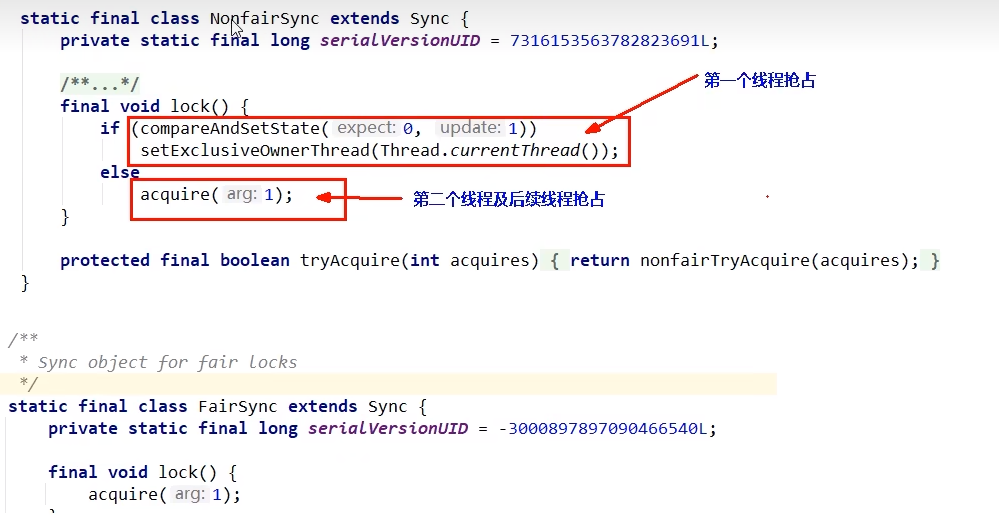 static final class NonfairSync extends Sync {
private static final long serialVersionUID = 7316153563782823691L;
/**...*/
final void lock() {
第一个线程抢占
if (compareAndSetState( expect: 0, update: 1))
setExclusiveOwnerThread(Thread.currentThread());
else
acquire( arg: 1);
第二个线程及后续线程抢占
}
protected final boolean tryAcquire(int acquires) { return nonfairTryAcquire(acquires); }
}
/**
* Sync object for fair locks
*/
static final class FairSync extends Sync {
private static final long serialVersionUID = -3000897897090466540L;
final void lock() {
acquire( arg: 1);
}